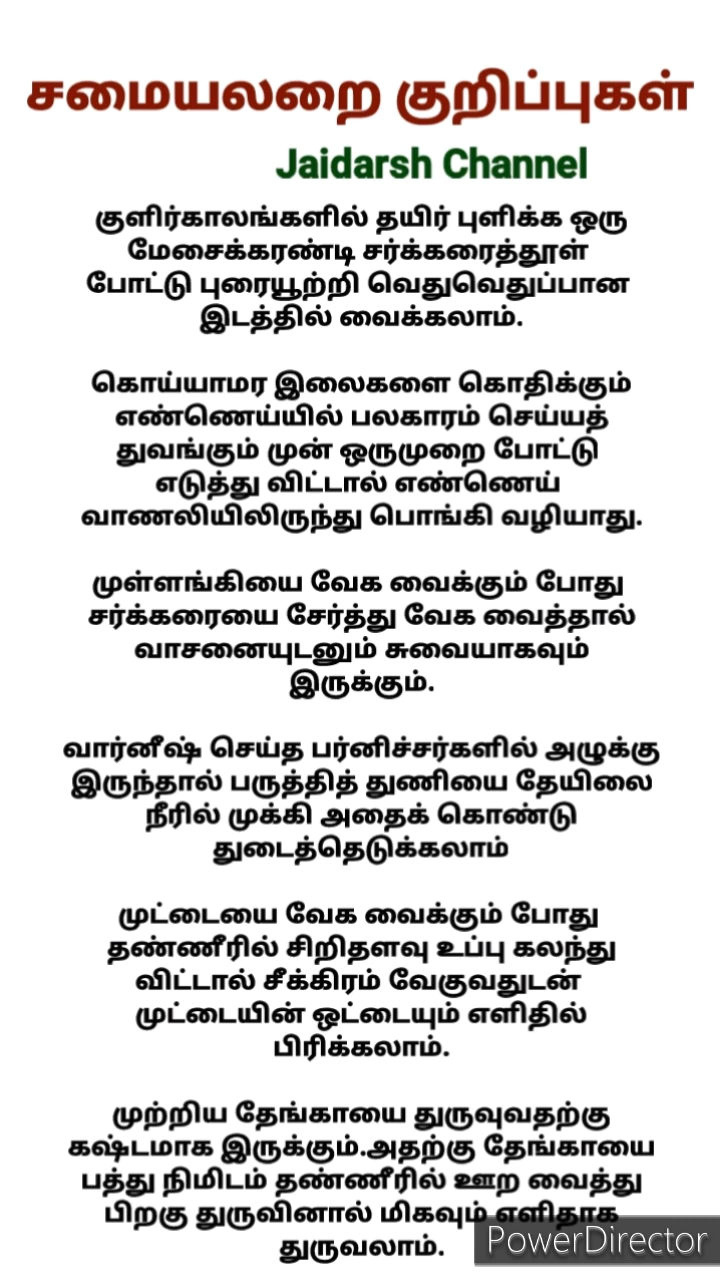 சமையலறை குறிப்புகள்
Jaidarsh Channel
குளிர்காலங்களில் தயிர் புளிக்க ஒரு
மேசைக்கரண்டி சர்க்கரைத்தூள்
போட்டு புரையூற்றி வெதுவெதுப்பான
இடத்தில் வைக்கலாம்.
கொய்யாமர இலைகளை கொதிக்கும்
எண்ணெய்யில் பலகாரம் செய்யத்
துவங்கும் முன் ஒருமுறை போட்டு
எடுத்து விட்டால் எண்ணெய்
வாணலியிலிருந்து பொங்கி வழியாது.
முள்ளங்கியை வேக வைக்கும் போது
சர்க்கரையை சேர்த்து வேக வைத்தால்
வாசனையுடனும் சுவையாகவும்
இருக்கும்.
வார்னீஷ் செய்த பர்னிச்சர்களில் அழுக்கு
இருந்தால் பருத்தித் துணியை தேயிலை
நீரில் முக்கி அதைக் கொண்டு
துடைத்தெடுக்கலாம்
முட்டையை வேக வைக்கும் போது
தண்ணீரில் சிறிதளவு உப்பு கலந்து
விட்டால் சீக்கிரம் வேகுவதுடன்
முட்டையின் ஒட்டையும் எளிதில்
பிரிக்கலாம்.
முற்றிய தேங்காயை துருவுவதற்கு
கஷ்டமாக இருக்கும்.அதற்கு தேங்காயை
பத்து நிமிடம் தண்ணீரில் ஊற வைத்து
பிறகு துருவினால் மிகவும் எளிதாக
துருவலாம்.
PowerDirector